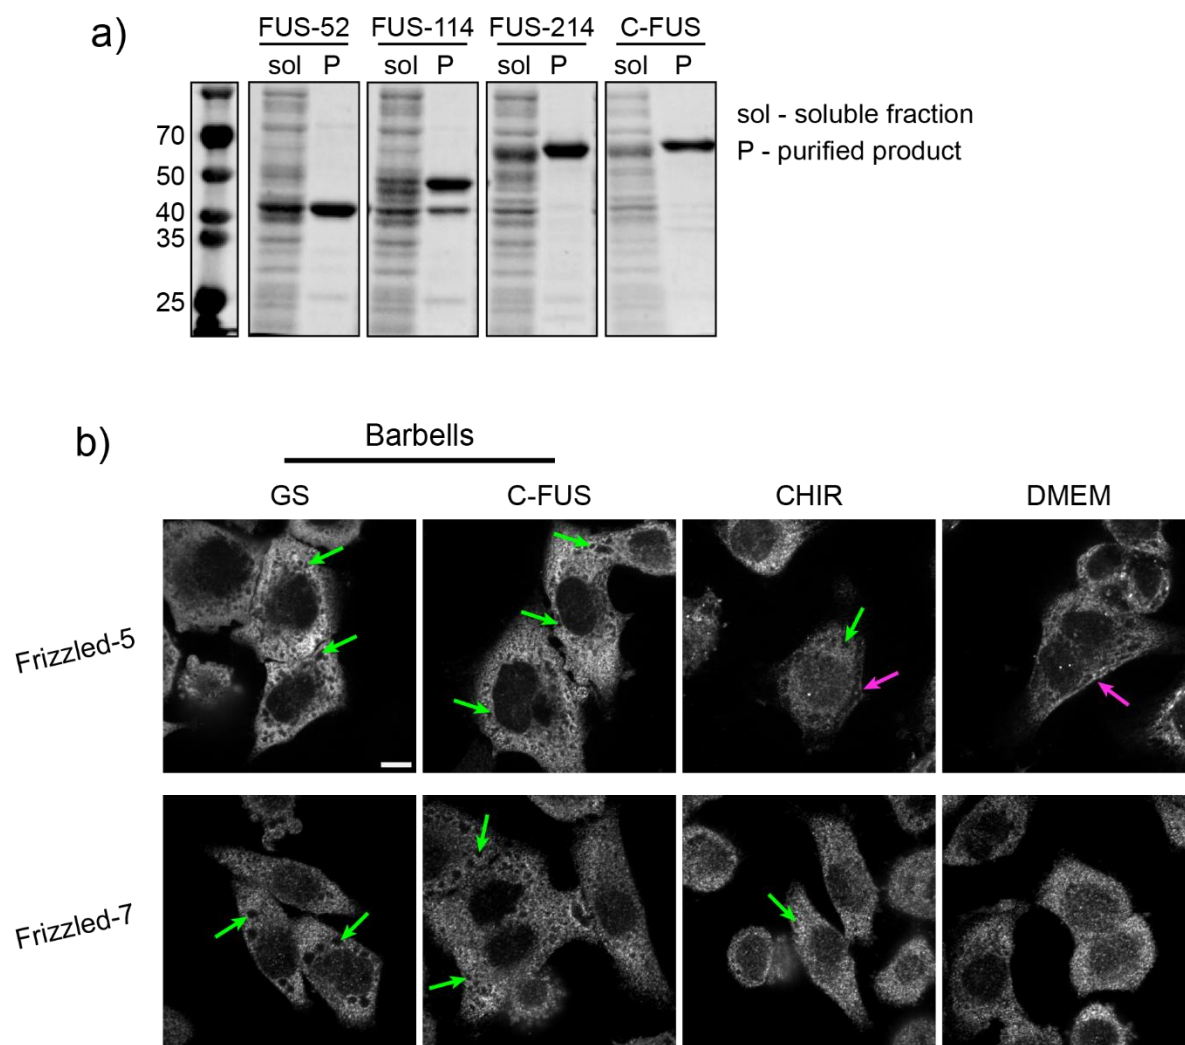 a)
FUS-52 FUS-114 FUS-214 C-FUS
sol P sol P sol P sol P
70
50
40
35
25
sol - soluble fraction
P - purified product
b)
Barbells
GS C-FUS CHIR DMEM
Frizzled-5
Frizzled-7